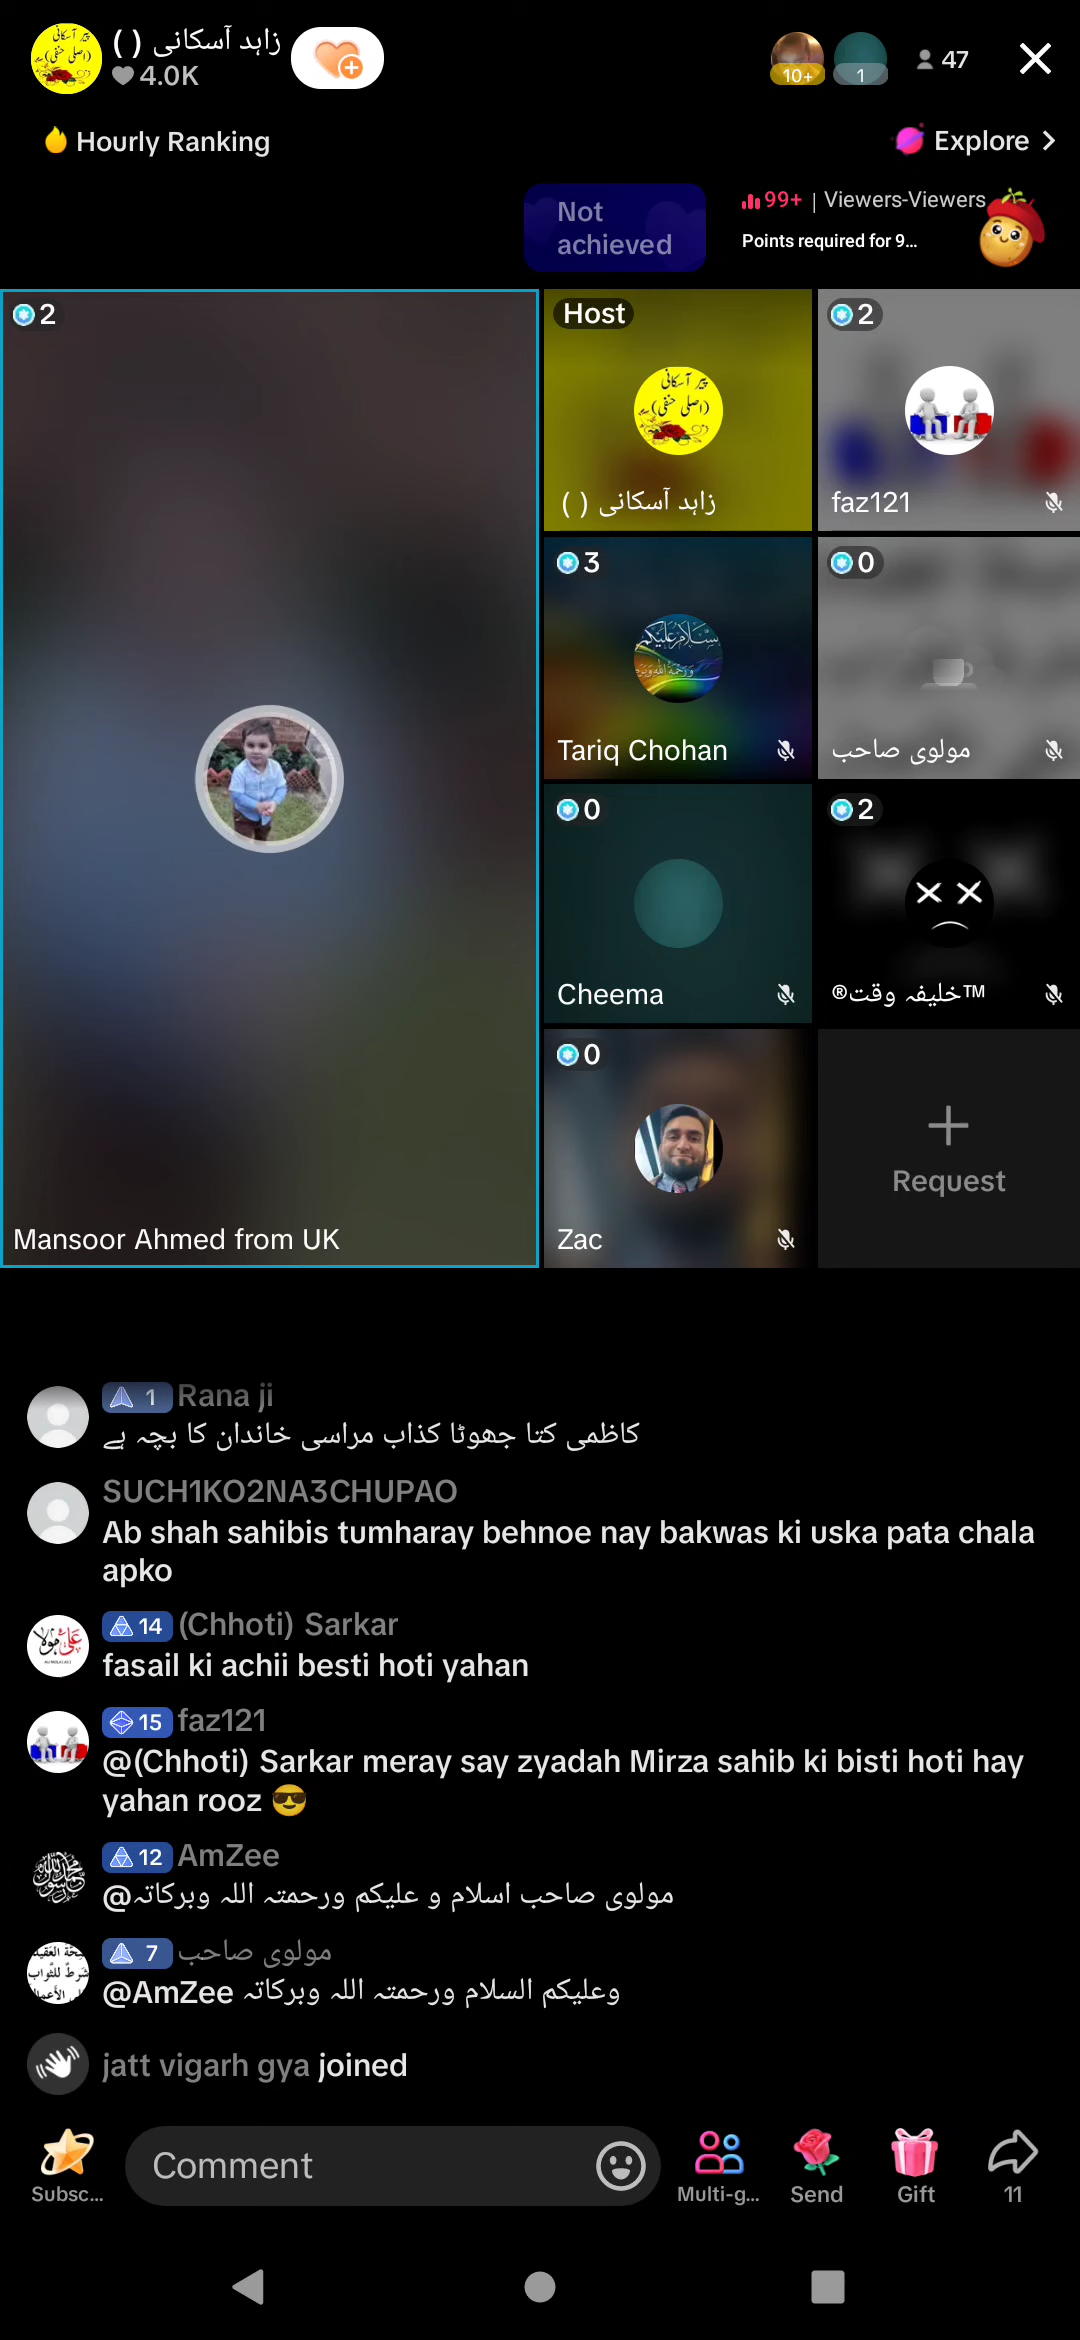 زاہد آسکانی ( )
4.0K
10+
1
47
Hourly Ranking
Explore
Not
achieved
99+ | Viewers-Viewers
Points required for 9...
2
Mansoor Ahmed from UK
Host
پیر آسکانی
(اصلی حنفی)
زاہد آسکانی ( )
2
faz121
3
Tariq Chohan
0
مولوی صاحب
0
Cheema
2
®خلیفہ وقت™
0
Zac
Request
1 Rana ji
کاظمی کتا جھوٹا کذاب مراسی خاندان کا بچہ ہے
SUCH1KO2NA3CHUPAO
Ab shah sahibis tumharay behnoe nay bakwas ki uska pata chala
apko
14 (Chhoti) Sarkar
fasail ki achii besti hoti yahan
15 faz121
@(Chhoti) Sarkar meray say zyadah Mirza sahib ki bisti hoti hay
yahan rooz 😎
12 AmZee
@مولوی صاحب اسلام و علیکم ورحمتہ اللہ وبرکاتہ
7 مولوی صاحب
@AmZee وعلیکم السلام ورحمتہ اللہ وبرکاتہ
jatt vigarh gya joined
Comment
Subsc...
Multi-g...
Send
Gift
11